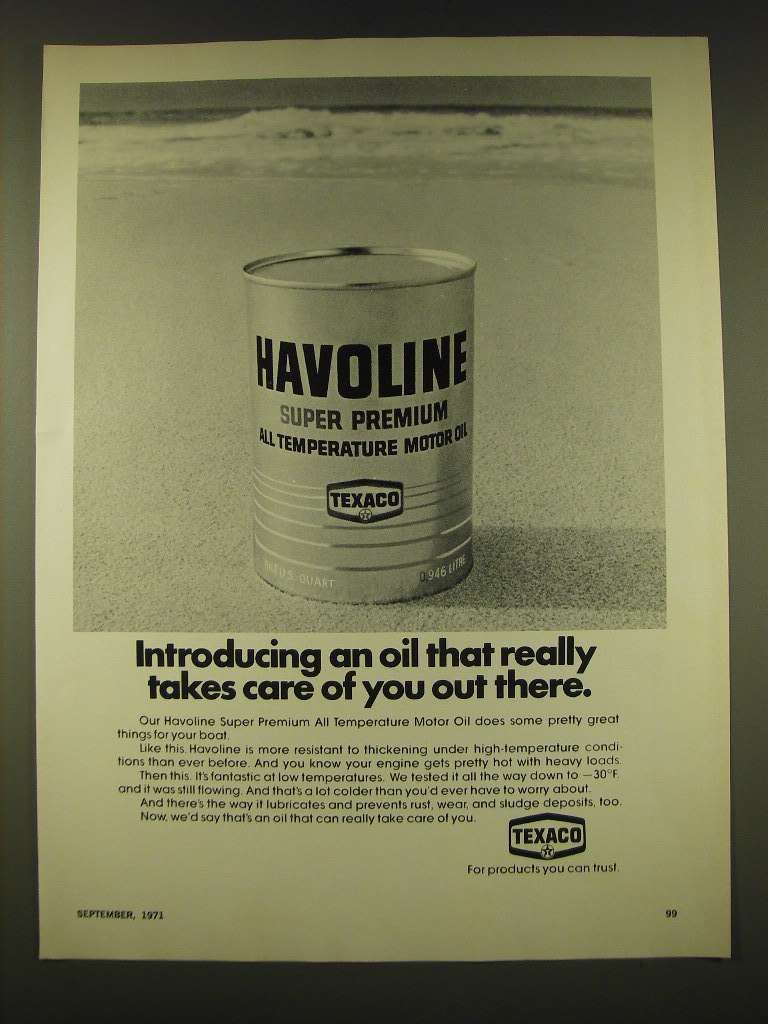 HAVOLINE
SUPER PREMIUM
ALL TEMPERATURE MOTOR OIL
TEXACO
U.S. QUART 0.946 LITRE
Introducing an oil that really
takes care of you out there.
Our Havoline Super Premium All Temperature Motor Oil does some pretty great
things for your boat.
Like this. Havoline is more resistant to thickening under high-temperature condi-
tions than ever before. And you know your engine gets pretty hot with heavy loads.
Then this. It's fantastic at low temperatures. We tested it all the way down to —30°F.
and it was still flowing. And that's a lot colder than you'd ever have to worry about.
And there's the way it lubricates and prevents rust, wear, and sludge deposits, too.
Now, we'd say that's an oil that can really take care of you.
TEXACO
For products you can trust.
SEPTEMBER, 1971 99